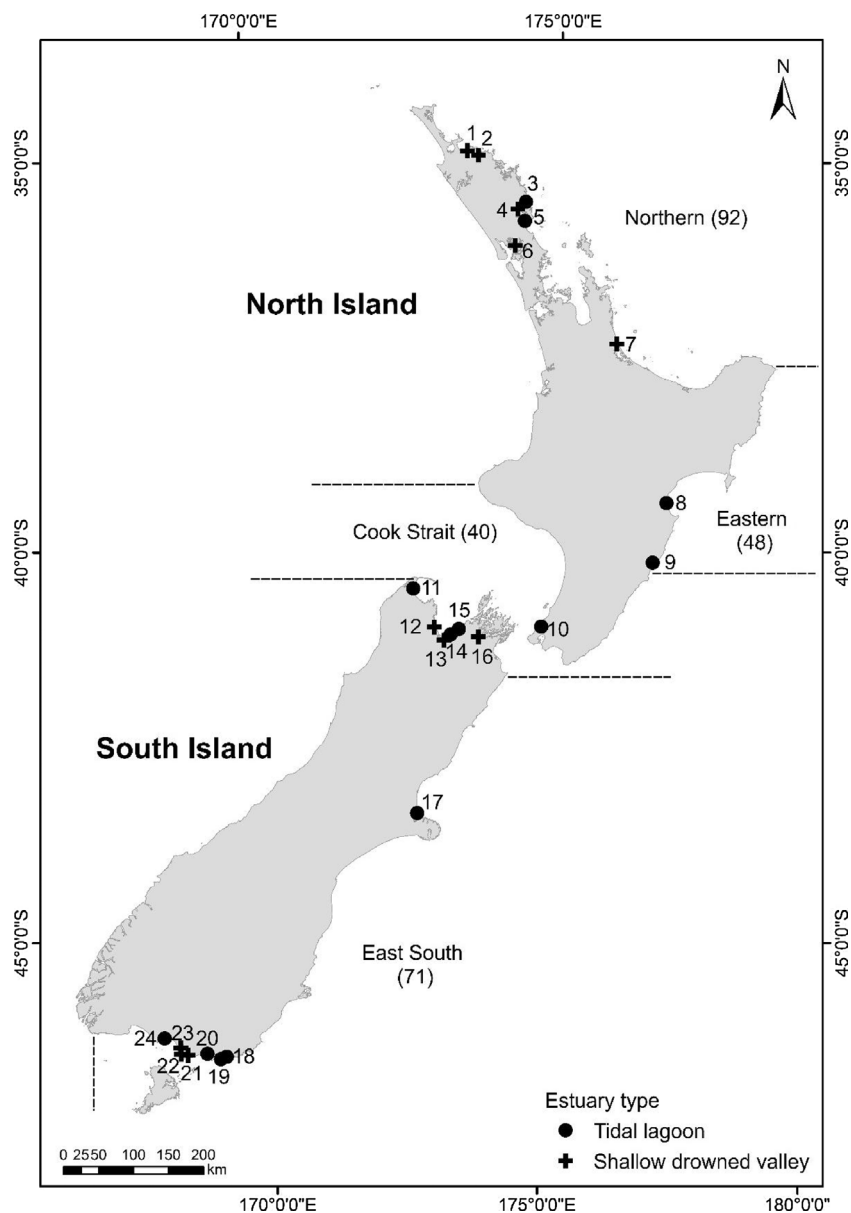 170°0'0"E 175°0'0"E
N
1 2
35°0'0"S 35°0'0"S
3
4 5
Northern (92)
6
North Island
7
8
Eastern
(48)
Cook Strait (40)
40°0'0"S 40°0'0"S
9
11
15
12 10
13 14 16
South Island
17
East South
(71)
45°0'0"S 45°0'0"S
24 23 20 18
22 21 19
Estuary type
Tidal lagoon
Shallow drowned valley
0 25 50 100 150 200
km
170°0'0"E 175°0'0"E 180°0'0"E